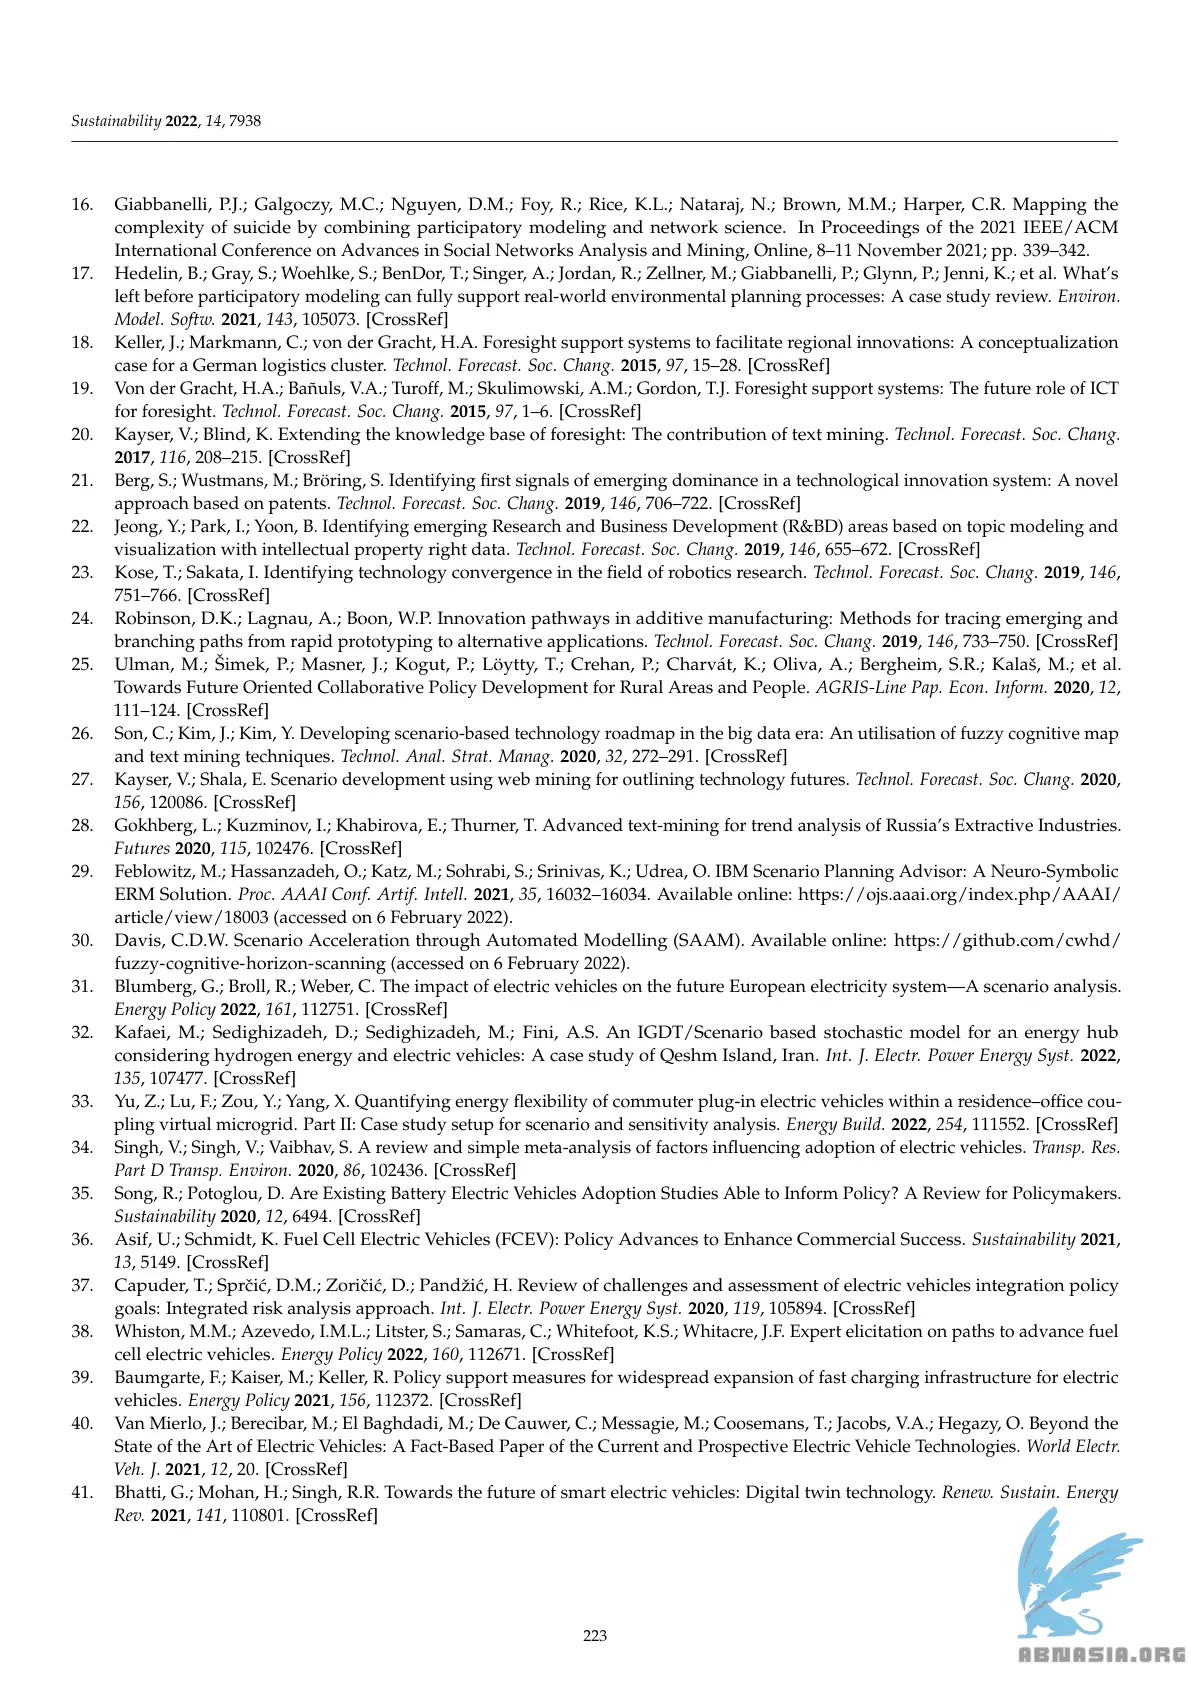 Sustainability 2022, 14, 7938
16. Giabbanelli, P.J.; Galgoczy, M.C.; Nguyen, D.M.; Foy, R.; Rice, K.L.; Nataraj, N.; Brown, M.M.; Harper, C.R. Mapping the
complexity of suicide by combining participatory modeling and network science. In Proceedings of the 2021 IEEE/ACM
International Conference on Advances in Social Networks Analysis and Mining, Online, 8–11 November 2021; pp. 339–342.
17. Hedelin, B.; Gray, S.; Woehlke, S.; BenDor, T.; Singer, A.; Jordan, R.; Zellner, M.; Giabbanelli, P.; Glynn, P.; Jenni, K.; et al. What’s
left before participatory modeling can fully support real-world environmental planning processes: A case study review. Environ.
Model. Softw. 2021, 143, 105073. [CrossRef]
18. Keller, J.; Markmann, C.; von der Gracht, H.A. Foresight support systems to facilitate regional innovations: A conceptualization
case for a German logistics cluster. Technol. Forecast. Soc. Chang. 2015, 97, 15–28. [CrossRef]
19. Von der Gracht, H.A.; Bañuls, V.A.; Turoff, M.; Skulimowski, A.M.; Gordon, T.J. Foresight support systems: The future role of ICT
for foresight. Technol. Forecast. Soc. Chang. 2015, 97, 1–6. [CrossRef]
20. Kayser, V.; Blind, K. Extending the knowledge base of foresight: The contribution of text mining. Technol. Forecast. Soc. Chang.
2017, 116, 208–215. [CrossRef]
21. Berg, S.; Wustmans, M.; Bröring, S. Identifying first signals of emerging dominance in a technological innovation system: A novel
approach based on patents. Technol. Forecast. Soc. Chang. 2019, 146, 706–722. [CrossRef]
22. Jeong, Y.; Park, I.; Yoon, B. Identifying emerging Research and Business Development (R&BD) areas based on topic modeling and
visualization with intellectual property right data. Technol. Forecast. Soc. Chang. 2019, 146, 655–672. [CrossRef]
23. Kose, T.; Sakata, I. Identifying technology convergence in the field of robotics research. Technol. Forecast. Soc. Chang. 2019, 146,
751–766. [CrossRef]
24. Robinson, D.K.; Lagnau, A.; Boon, W.P. Innovation pathways in additive manufacturing: Methods for tracing emerging and
branching paths from rapid prototyping to alternative applications. Technol. Forecast. Soc. Chang. 2019, 146, 733–750. [CrossRef]
25. Ulman, M.; Šimek, P.; Masner, J.; Kogut, P.; Löytty, T.; Crehan, P.; Charvát, K.; Oliva, A.; Bergheim, S.R.; Kalaš, M.; et al.
Towards Future Oriented Collaborative Policy Development for Rural Areas and People. AGRIS-Line Pap. Econ. Inform. 2020, 12,
111–124. [CrossRef]
26. Son, C.; Kim, J.; Kim, Y. Developing scenario-based technology roadmap in the big data era: An utilisation of fuzzy cognitive map
and text mining techniques. Technol. Anal. Strat. Manag. 2020, 32, 272–291. [CrossRef]
27. Kayser, V.; Shala, E. Scenario development using web mining for outlining technology futures. Technol. Forecast. Soc. Chang. 2020,
156, 120086. [CrossRef]
28. Gokhberg, L.; Kuzminov, I.; Khabirova, E.; Thurner, T. Advanced text-mining for trend analysis of Russia’s Extractive Industries.
Futures 2020, 115, 102476. [CrossRef]
29. Feblowitz, M.; Hassanzadeh, O.; Katz, M.; Sohrabi, S.; Srinivas, K.; Udrea, O. IBM Scenario Planning Advisor: A Neuro-Symbolic
ERM Solution. Proc. AAAI Conf. Artif. Intell. 2021, 35, 16032–16034. Available online: https://ojs.aaai.org/index.php/AAAI/
article/view/18003 (accessed on 6 February 2022).
30. Davis, C.D.W. Scenario Acceleration through Automated Modelling (SAAM). Available online: https://github.com/cwhd/
fuzzy-cognitive-horizon-scanning (accessed on 6 February 2022).
31. Blumberg, G.; Broll, R.; Weber, C. The impact of electric vehicles on the future European electricity system—A scenario analysis.
Energy Policy 2022, 161, 112751. [CrossRef]
32. Kafaei, M.; Sedighizadeh, D.; Sedighizadeh, M.; Fini, A.S. An IGDT/Scenario based stochastic model for an energy hub
considering hydrogen energy and electric vehicles: A case study of Qeshm Island, Iran. Int. J. Electr. Power Energy Syst. 2022,
135, 107477. [CrossRef]
33. Yu, Z.; Lu, F.; Zou, Y.; Yang, X. Quantifying energy flexibility of commuter plug-in electric vehicles within a residence–office cou-
pling virtual microgrid. Part II: Case study setup for scenario and sensitivity analysis. Energy Build. 2022, 254, 111552. [CrossRef]
34. Singh, V.; Singh, V.; Vaibhav, S. A review and simple meta-analysis of factors influencing adoption of electric vehicles. Transp. Res.
Part D Transp. Environ. 2020, 86, 102436. [CrossRef]
35. Song, R.; Potoglou, D. Are Existing Battery Electric Vehicles Adoption Studies Able to Inform Policy? A Review for Policymakers.
Sustainability 2020, 12, 6494. [CrossRef]
36. Asif, U.; Schmidt, K. Fuel Cell Electric Vehicles (FCEV): Policy Advances to Enhance Commercial Success. Sustainability 2021,
13, 5149. [CrossRef]
37. Capuder, T.; Sprčić, D.M.; Zoričić, D.; Pandžić, H. Review of challenges and assessment of electric vehicles integration policy
goals: Integrated risk analysis approach. Int. J. Electr. Power Energy Syst. 2020, 119, 105894. [CrossRef]
38. Whiston, M.M.; Azevedo, I.M.L.; Litster, S.; Samaras, C.; Whitefoot, K.S.; Whitacre, J.F. Expert elicitation on paths to advance fuel
cell electric vehicles. Energy Policy 2022, 160, 112671. [CrossRef]
39. Baumgarte, F.; Kaiser, M.; Keller, R. Policy support measures for widespread expansion of fast charging infrastructure for electric
vehicles. Energy Policy 2021, 156, 112372. [CrossRef]
40. Van Mierlo, J.; Berecibar, M.; El Baghdadi, M.; De Cauwer, C.; Messagie, M.; Coosemans, T.; Jacobs, V.A.; Hegazy, O. Beyond the
State of the Art of Electric Vehicles: A Fact-Based Paper of the Current and Prospective Electric Vehicle Technologies. World Electr.
Veh. J. 2021, 12, 20. [CrossRef]
41. Bhatti, G.; Mohan, H.; Singh, R.R. Towards the future of smart electric vehicles: Digital twin technology. Renew. Sustain. Energy
Rev. 2021, 141, 110801. [CrossRef]
223
ABNASIA.ORG